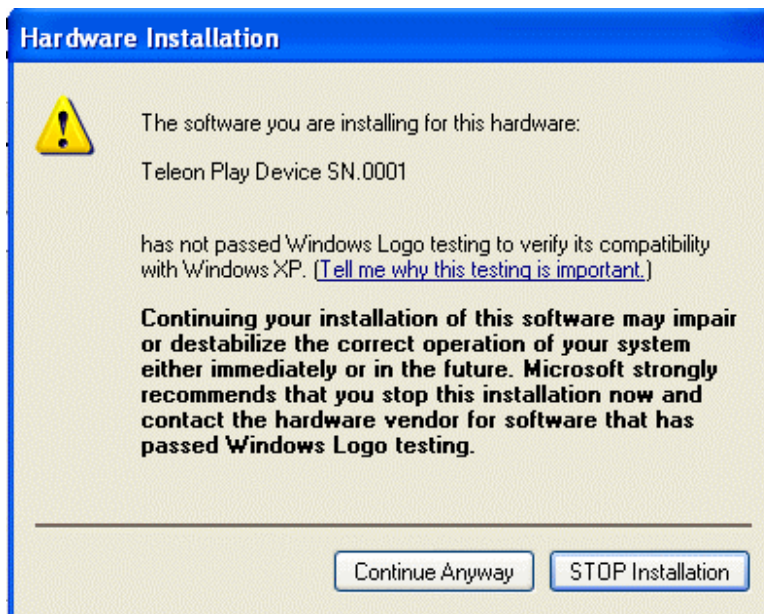 Hardware Installation
The software you are installing for this hardware:
Teleon Play Device SN.0001
has not passed Windows Logo testing to verify its compatibility
with Windows XP. (Tell me why this testing is important.)
Continuing your installation of this software may impair
or destabilize the correct operation of your system
either immediately or in the future. Microsoft strongly
recommends that you stop this installation now and
contact the hardware vendor for software that has
passed Windows Logo testing.
Continue Anyway STOP Installation